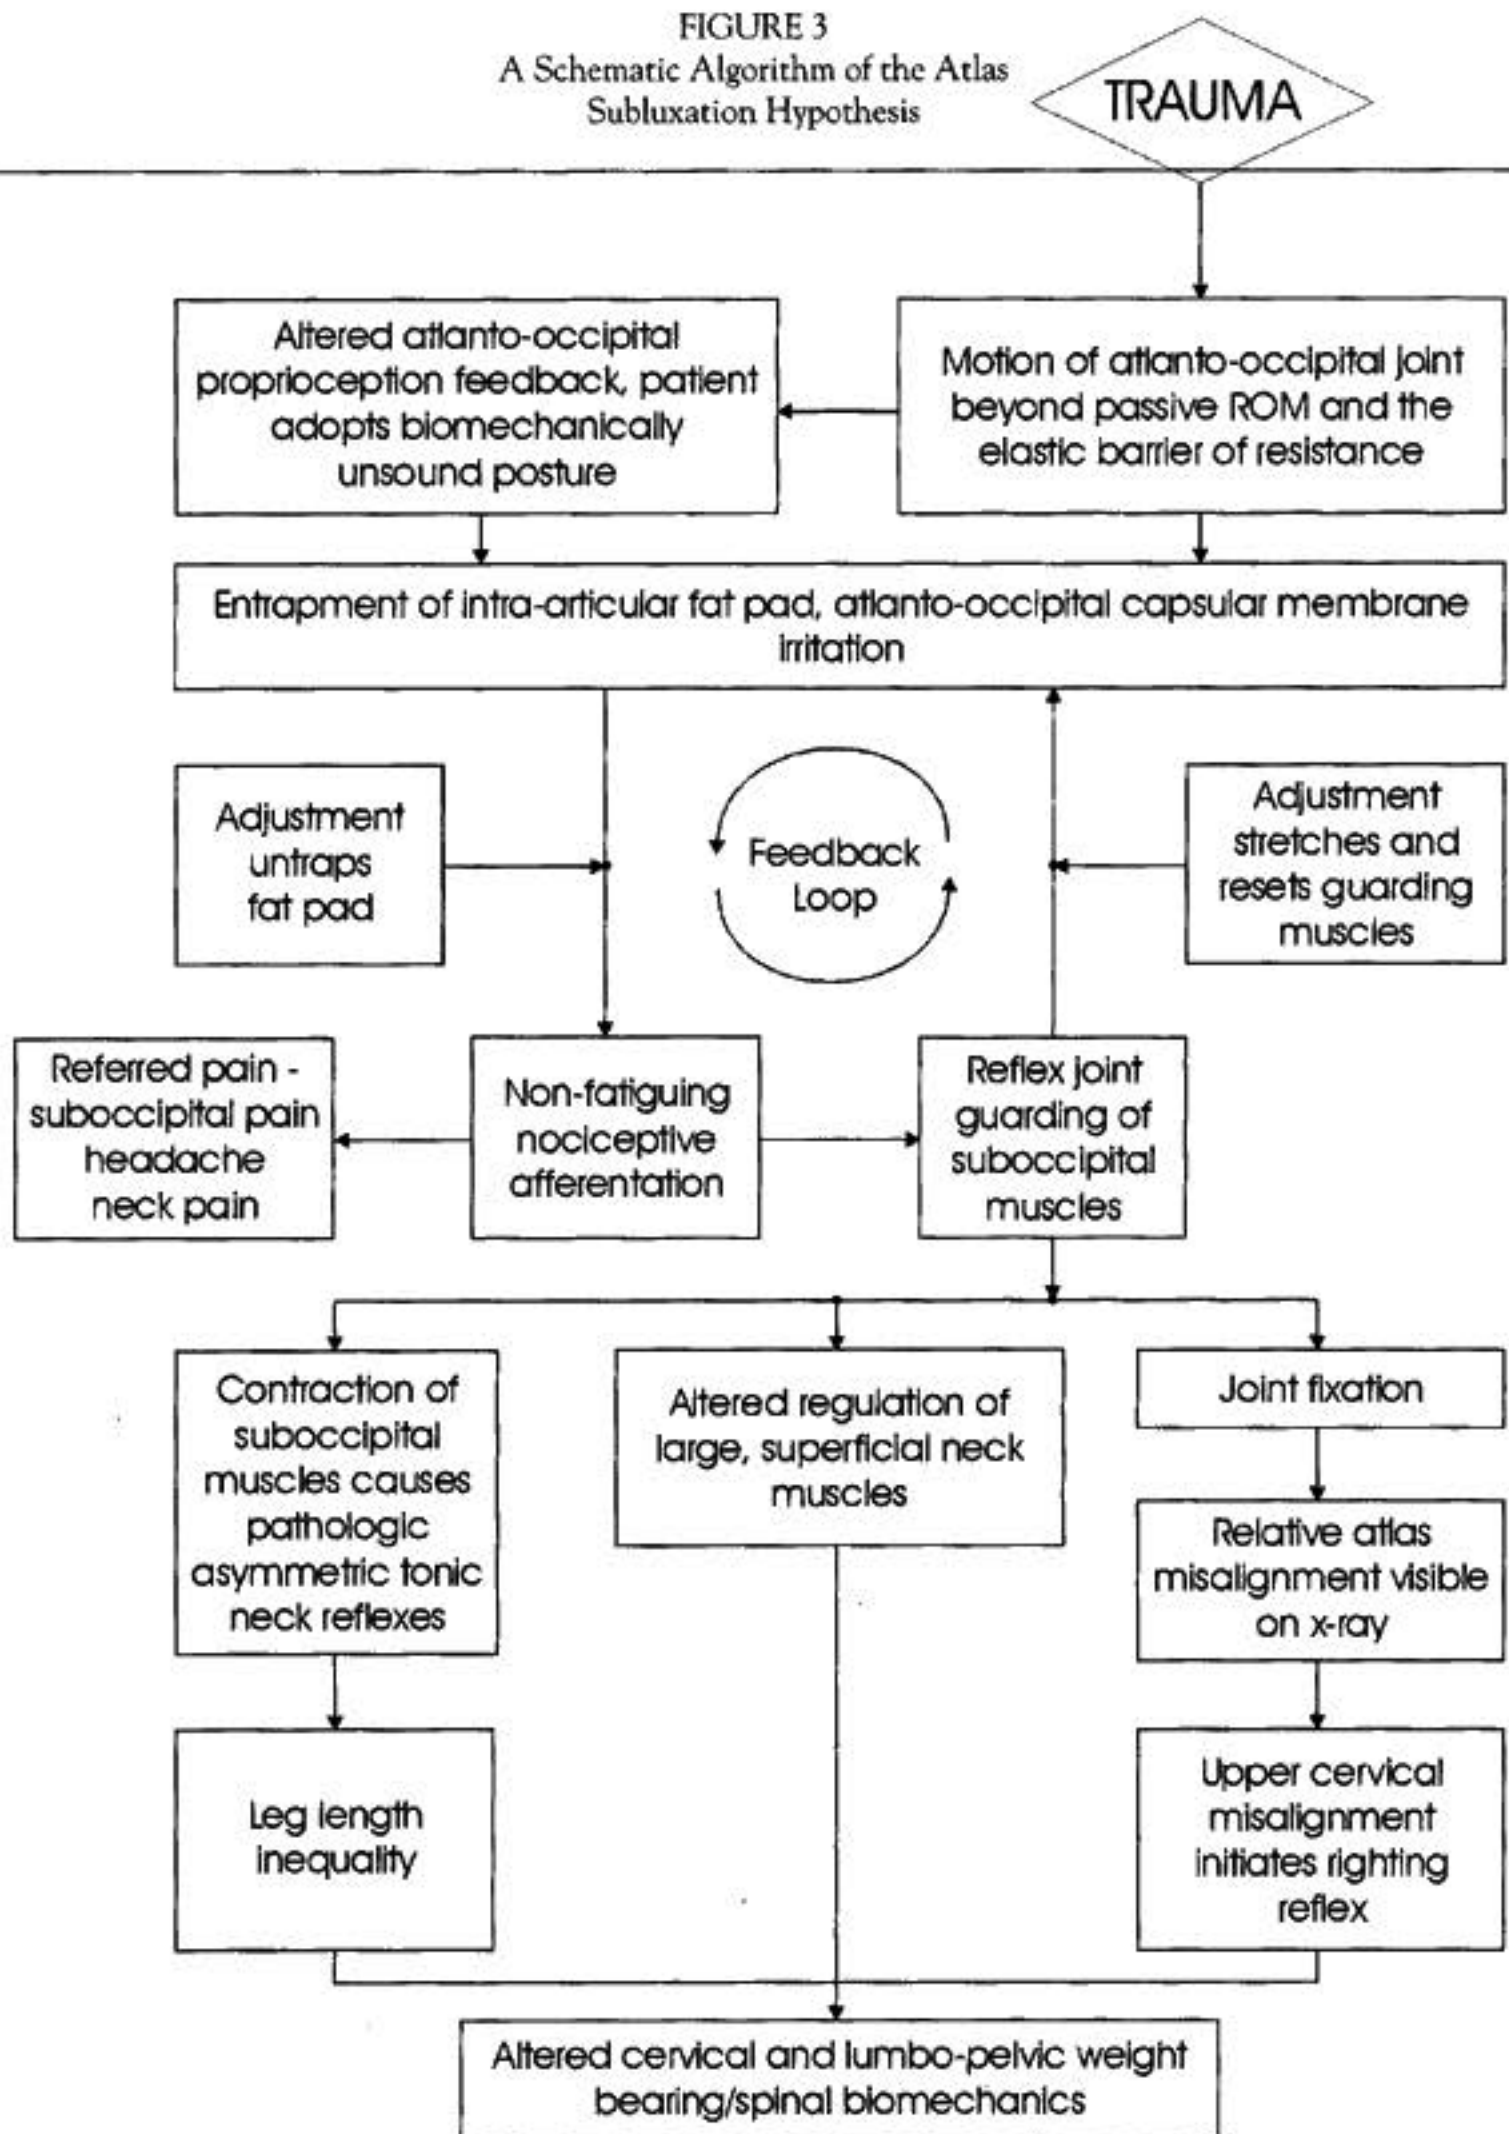 FIGURE 3
A Schematic Algorithm of the Atlas
Subluxation Hypothesis
TRAUMA
Altered atlanto-occipital
proprioception feedback, patient
adopts biomechanically
unsound posture
Motion of atlanto-occipital joint
beyond passive ROM and the
elastic barrier of resistance
Entrapment of intra-articular fat pad, atlanto-occipital capsular membrane
irritation
Adjustment
untraps
fat pad
Feedback
Loop
Adjustment
stretches and
resets guarding
muscles
Referred pain -
suboccipital pain
headache
neck pain
Non-fatiguing
nociceptive
afferentation
Reflex joint
guarding of
suboccipital
muscles
Contraction of
suboccipital
muscles causes
pathologic
asymmetric tonic
neck reflexes
Altered regulation of
large, superficial neck
muscles
Joint fixation
Relative atlas
misalignment visible
on x-ray
Leg length
inequality
Upper cervical
misalignment
initiates righting
reflex
Altered cervical and lumbo-pelvic weight
bearing/spinal biomechanics